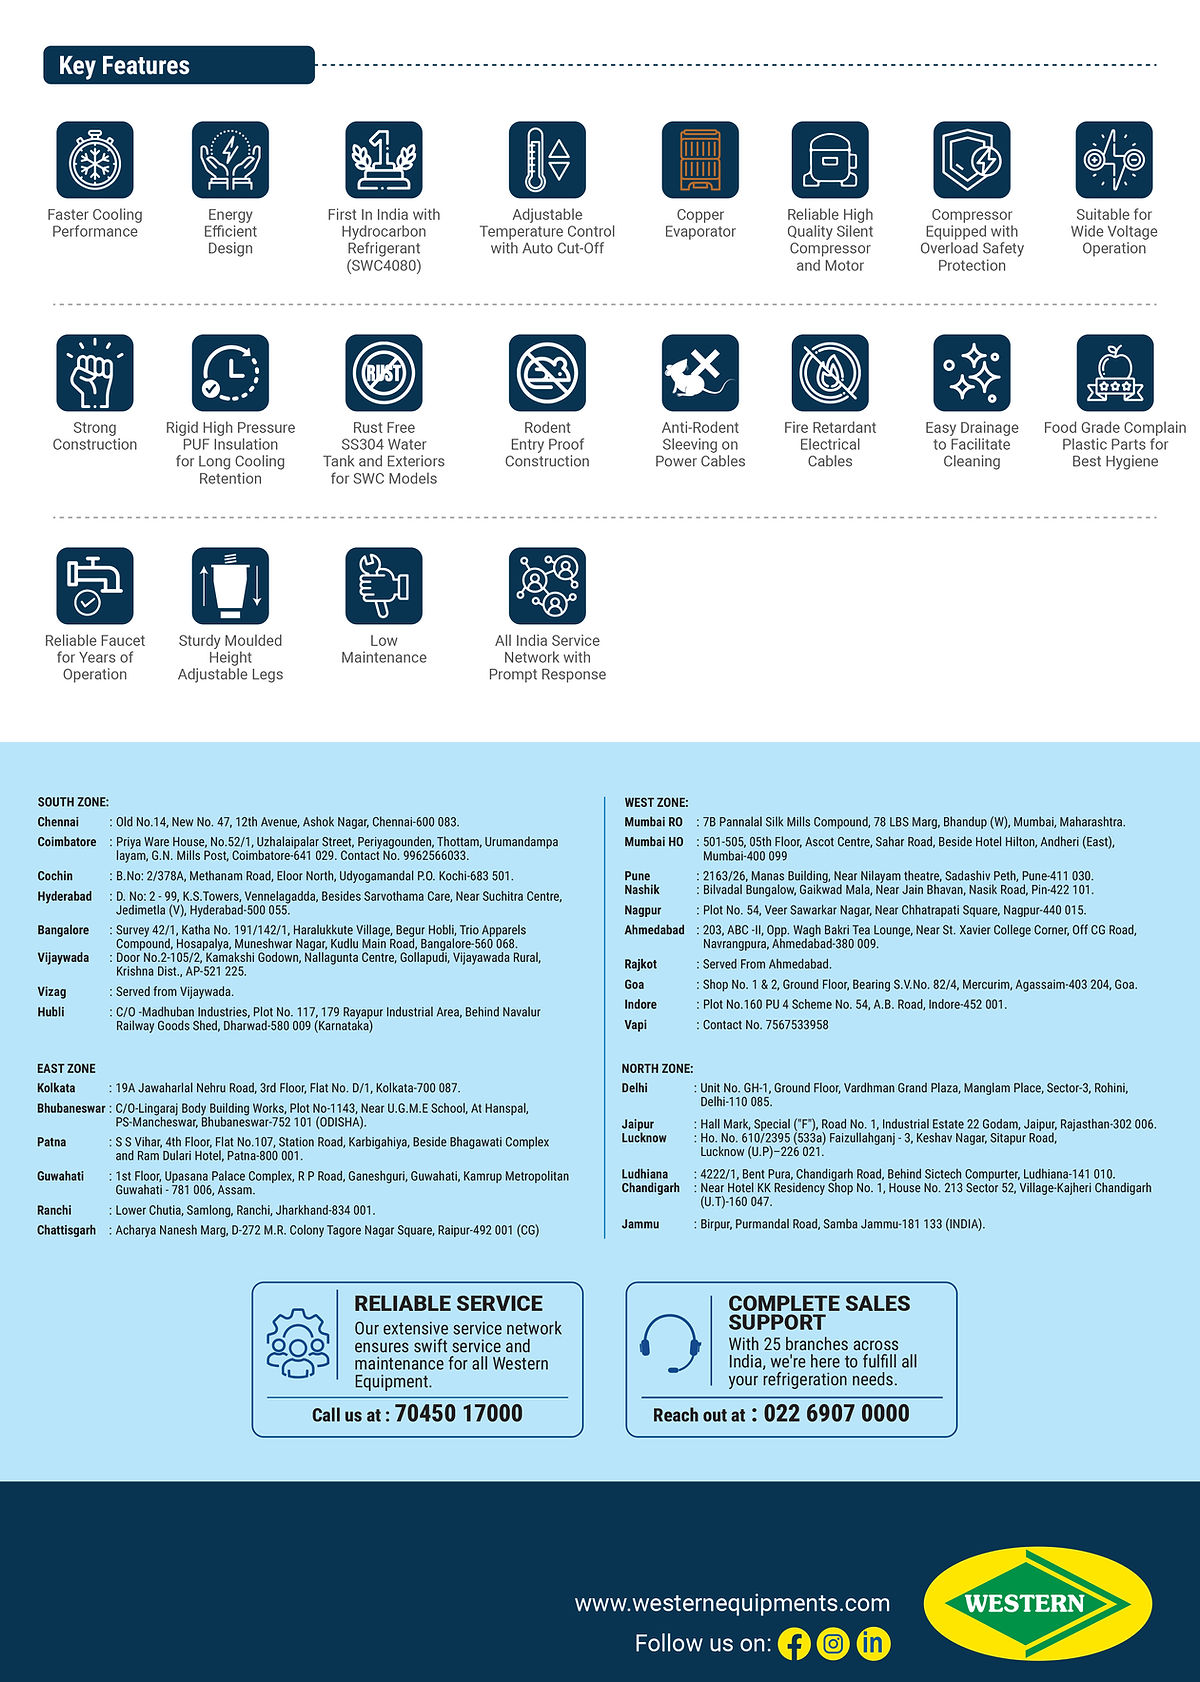 Key Features
Faster Cooling
Performance
Energy
Efficient
Design
1
First In India with
Hydrocarbon
Refrigerant
(SWC4080)
Adjustable
Temperature Control
with Auto Cut-Off
Copper
Evaporator
Reliable High
Quality Silent
Compressor
and Motor
Compressor
Equipped with
Overload Safety
Protection
Suitable for
Wide Voltage
Operation
Strong
Construction
Rigid High Pressure
PUF Insulation
for Long Cooling
Retention
RUST
Rust Free
SS304 Water
Tank and Exteriors
for SWC Models
Rodent
Entry Proof
Construction
Anti-Rodent
Sleeving on
Power Cables
Fire Retardant
Electrical
Cables
Easy Drainage
to Facilitate
Cleaning
Food Grade Complain
Plastic Parts for
Best Hygiene
Reliable Faucet
for Years of
Operation
Sturdy Moulded
Height
Adjustable Legs
Low
Maintenance
All India Service
Network with
Prompt Response
SOUTH ZONE:
Chennai : Old No.14, New No. 47, 12th Avenue, Ashok Nagar, Chennai-600 083.
Coimbatore : Priya Ware House, No.52/1, Uzhalaipalar Street, Periyagounden, Thottam, Urumandampa
layam, G.N. Mills Post, Coimbatore-641 029. Contact No. 9962566033.
Cochin : B.No: 2/378A, Methanam Road, Eloor North, Udyogamandal P.O. Kochi-683 501.
Hyderabad : D. No: 2 - 99, K.S.Towers, Vennelagadda, Besides Sarvothama Care, Near Suchitra Centre,
Jedimetla (V), Hyderabad-500 055.
Bangalore : Survey 42/1, Katha No. 191/142/1, Haralukkute Village, Begur Hobli, Trio Apparels
Compound, Hosapalya, Muneshwar Nagar, Kudlu Main Road, Bangalore-560 068.
Vijaywada : Door No.2-105/2, Kamakshi Godown, Nallagunta Centre, Gollapudi, Vijayawada Rural,
Krishna Dist., AP-521 225.
Vizag : Served from Vijaywada.
Hubli : C/O -Madhuban Industries, Plot No. 117, 179 Rayapur Industrial Area, Behind Navalur
Railway Goods Shed, Dharwad-580 009 (Karnataka)
EAST ZONE
Kolkata : 19A Jawaharlal Nehru Road, 3rd Floor, Flat No. D/1, Kolkata-700 087.
Bhubaneswar : C/O-Lingaraj Body Building Works, Plot No-1143, Near U.G.M.E School, At Hanspal,
PS-Mancheswar, Bhubaneswar-752 101 (ODISHA).
Patna : S S Vihar, 4th Floor, Flat No.107, Station Road, Karbigahiya, Beside Bhagawati Complex
and Ram Dulari Hotel, Patna-800 001.
Guwahati : 1st Floor, Upasana Palace Complex, R P Road, Ganeshguri, Guwahati, Kamrup Metropolitan
Guwahati - 781 006, Assam.
Ranchi : Lower Chutia, Samlong, Ranchi, Jharkhand-834 001.
Chattisgarh : Acharya Nanesh Marg, D-272 M.R. Colony Tagore Nagar Square, Raipur-492 001 (CG)
WEST ZONE:
Mumbai RO : 7B Pannalal Silk Mills Compound, 78 LBS Marg, Bhandup (W), Mumbai, Maharashtra.
Mumbai HO : 501-505, 05th Floor, Ascot Centre, Sahar Road, Beside Hotel Hilton, Andheri (East),
Mumbai-400 099
Pune : 2163/26, Manas Building, Near Nilayam theatre, Sadashiv Peth, Pune-411 030.
Nashik : Bilvadal Bungalow, Gaikwad Mala, Near Jain Bhavan, Nasik Road, Pin-422 101.
Nagpur : Plot No. 54, Veer Sawarkar Nagar, Near Chhatrapati Square, Nagpur-440 015.
Ahmedabad : 203, ABC -II, Opp. Wagh Bakri Tea Lounge, Near St. Xavier College Corner, Off CG Road,
Navrangpura, Ahmedabad-380 009.
Rajkot : Served From Ahmedabad.
Goa : Shop No. 1 & 2, Ground Floor, Bearing S.V.No. 82/4, Mercurim, Agassaim-403 204, Goa.
Indore : Plot No.160 PU 4 Scheme No. 54, A.B. Road, Indore-452 001.
Vapi : Contact No. 7567533958
NORTH ZONE:
Delhi : Unit No. GH-1, Ground Floor, Vardhman Grand Plaza, Manglam Place, Sector-3, Rohini,
Delhi-110 085.
Jaipur : Hall Mark, Special ("F"), Road No. 1, Industrial Estate 22 Godam, Jaipur, Rajasthan-302 006.
Lucknow : Ho. No. 610/2395 (533a) Faizullahganj - 3, Keshav Nagar, Sitapur Road,
Lucknow (U.P)–226 021.
Ludhiana : 4222/1, Bent Pura, Chandigarh Road, Behind Sictech Compurter, Ludhiana-141 010.
Chandigarh : Near Hotel KK Residency Shop No. 1, House No. 213 Sector 52, Village-Kajheri Chandigarh
(U.T)-160 047.
Jammu : Birpur, Purmandal Road, Samba Jammu-181 133 (INDIA).
RELIABLE SERVICE
Our extensive service network
ensures swift service and
maintenance for all Western
Equipment.
Call us at : 70450 17000
COMPLETE SALES
SUPPORT
With 25 branches across
India, we're here to fulfill all
your refrigeration needs.
Reach out at : 022 6907 0000
www.westernequipments.com
Follow us on:
WESTERN